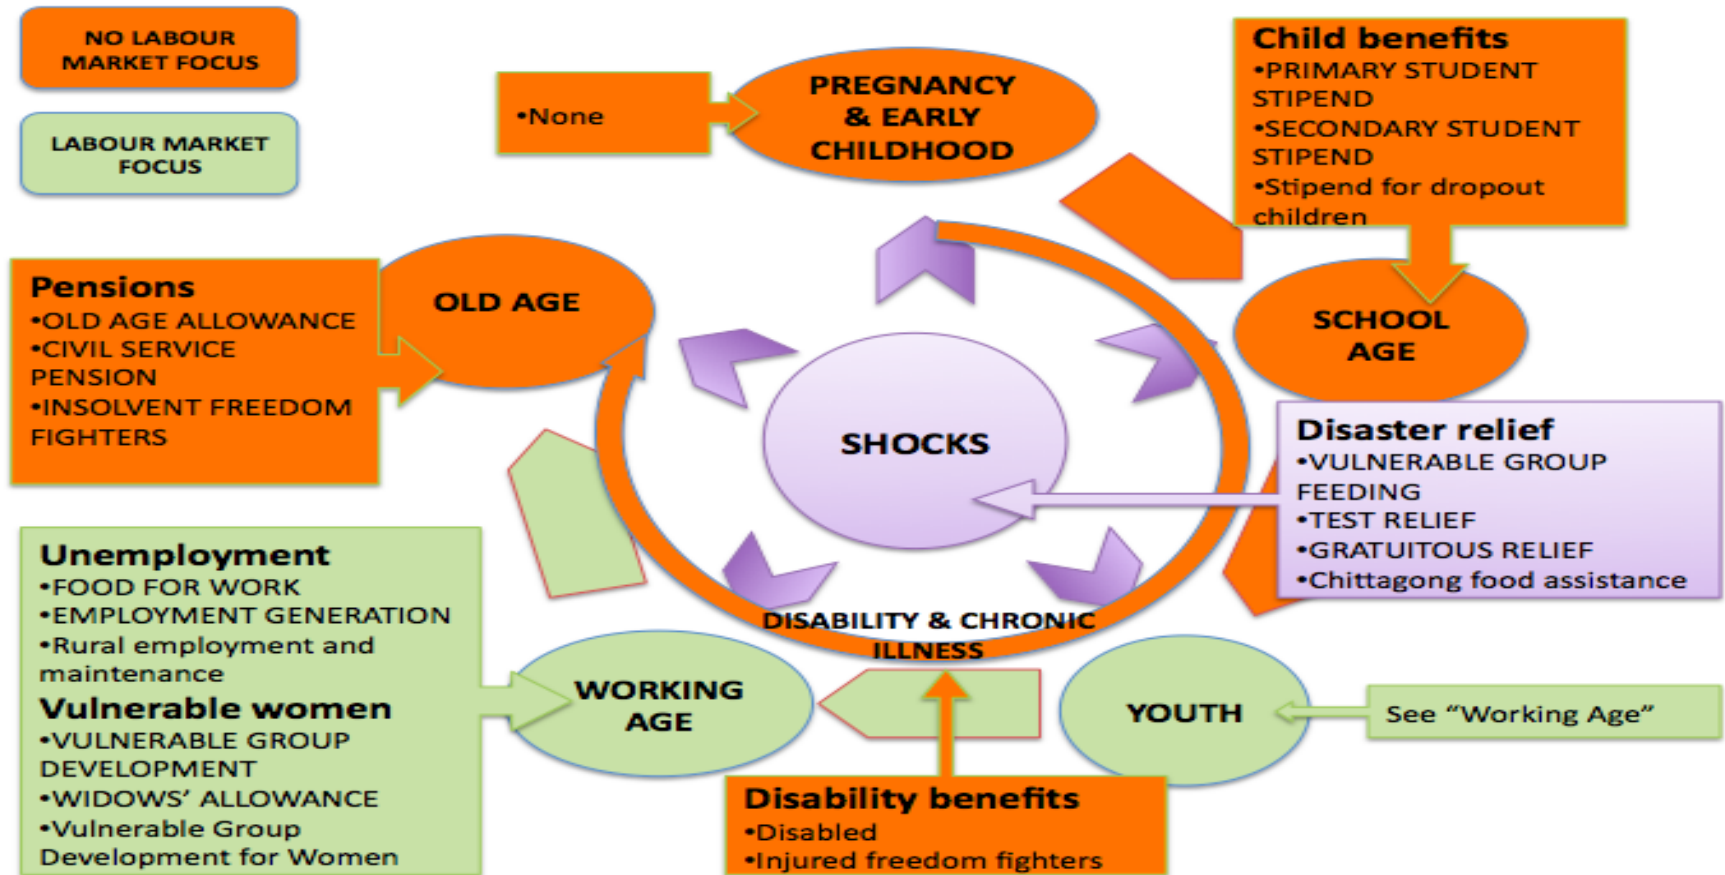 NO LABOUR
MARKET FOCUS
LABOUR MARKET
FOCUS
•None
PREGNANCY
& EARLY
CHILDHOOD
Child benefits
•PRIMARY STUDENT
STIPEND
•SECONDARY STUDENT
STIPEND
•Stipend for dropout
children
Pensions
•OLD AGE ALLOWANCE
•CIVIL SERVICE
PENSION
•INSOLVENT FREEDOM
FIGHTERS
OLD AGE
SCHOOL
AGE
SHOCKS
Disaster relief
•VULNERABLE GROUP
FEEDING
•TEST RELIEF
•GRATUITOUS RELIEF
•Chittagong food assistance
Unemployment
•FOOD FOR WORK
•EMPLOYMENT GENERATION
•Rural employment and
maintenance
Vulnerable women
•VULNERABLE GROUP
DEVELOPMENT
•WIDOWS’ ALLOWANCE
•Vulnerable Group
Development for Women
DISABILITY & CHRONIC
ILLNESS
WORKING
AGE
YOUTH
See “Working Age”
Disability benefits
•Disabled
•Injured freedom fighters